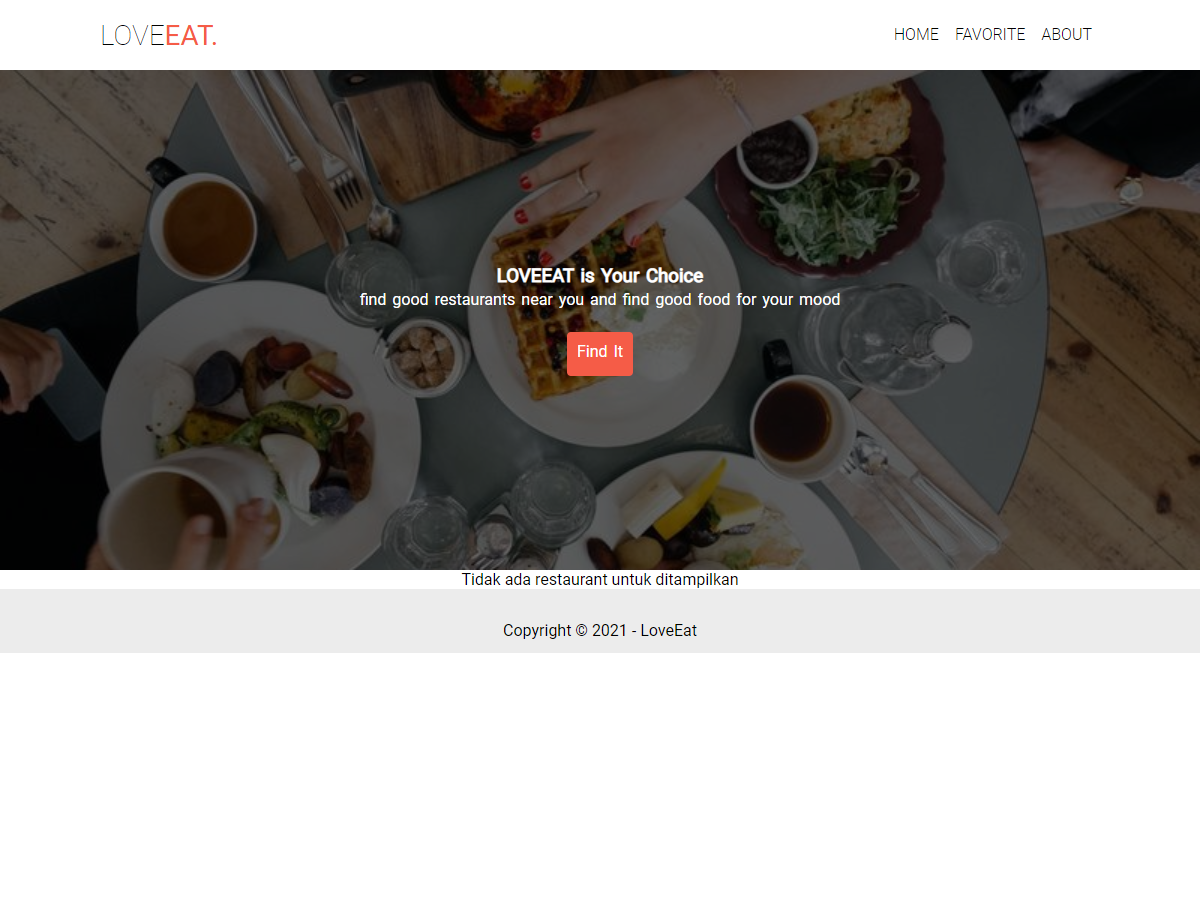 LOVEEAT.
HOME FAVORITE ABOUT
LOVEEAT is Your Choice
find good restaurants near you and find good food for your mood
Find It
Tidak ada restaurant untuk ditampilkan
Copyright © 2021 - LoveEat